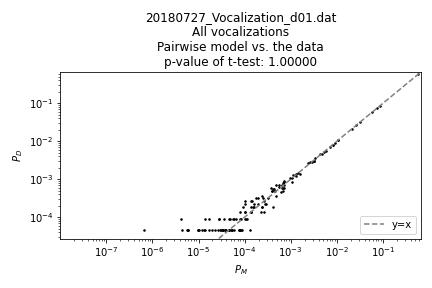 20180727_Vocalization_d01.dat
All vocalizations
Pairwise model vs. the data
p-value of t-test: 1.00000
10⁻¹
10⁻²
10⁻³
10⁻⁴
P_D
10⁻⁷ 10⁻⁶ 10⁻⁵ 10⁻⁴ 10⁻³ 10⁻² 10⁻¹
P_M
y=x